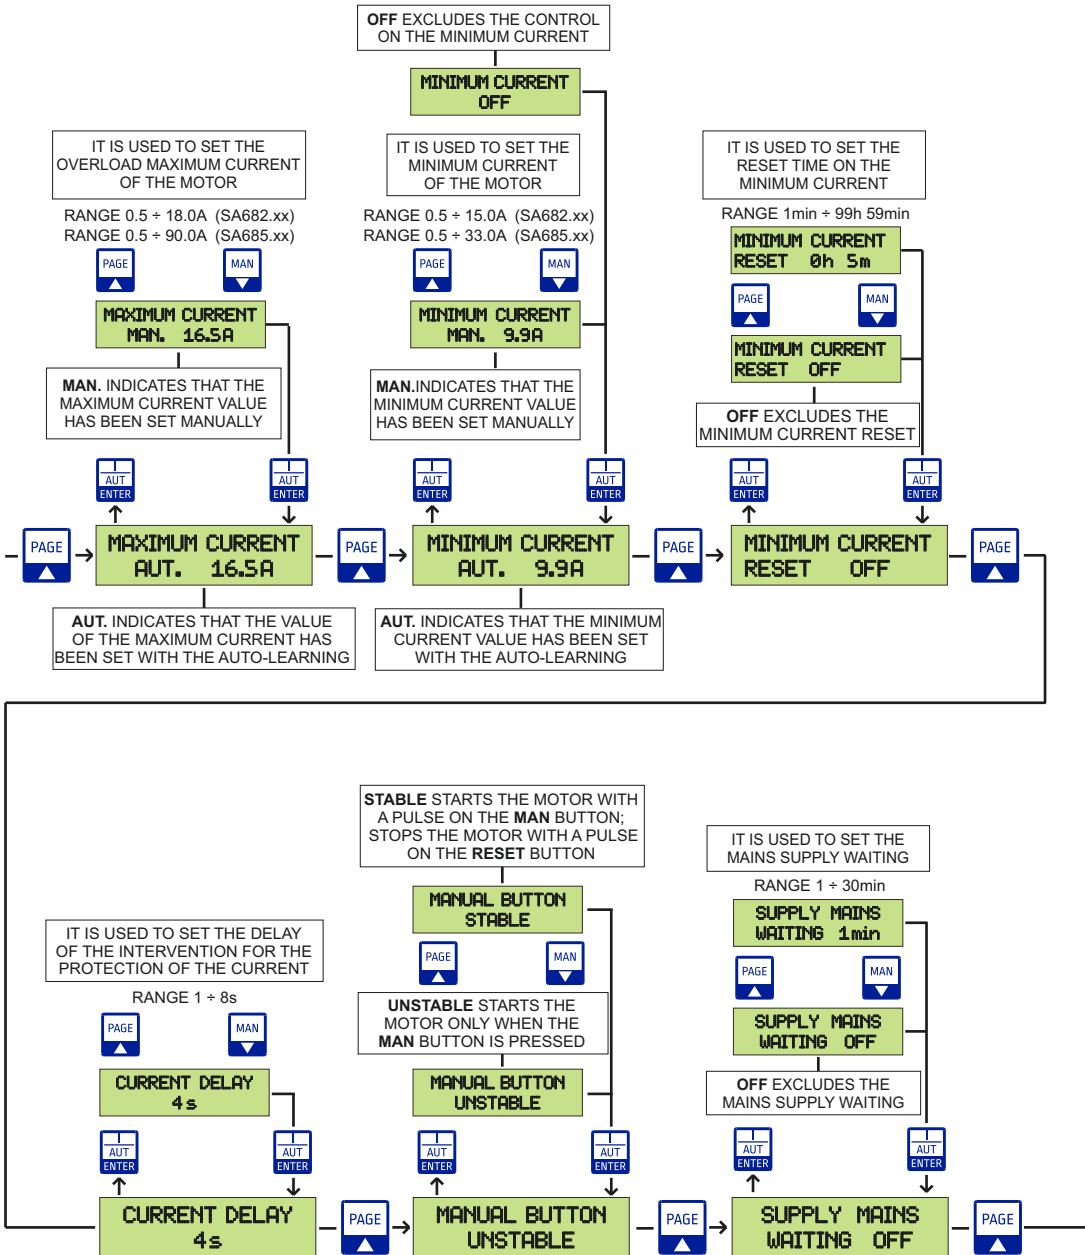 OFF EXCLUDES THE CONTROL
ON THE MINIMUM CURRENT
MINIMUM CURRENT
OFF
IT IS USED TO SET THE
OVERLOAD MAXIMUM CURRENT
OF THE MOTOR
RANGE 0.5 ÷ 18.0A (SA682.xx)
RANGE 0.5 ÷ 90.0A (SA685.xx)
PAGE
MAN
MAXIMUM CURRENT
MAN. 16.5A
MAN. INDICATES THAT THE
MAXIMUM CURRENT VALUE
HAS BEEN SET MANUALLY
AUT
ENTER
AUT
ENTER
IT IS USED TO SET THE
MINIMUM CURRENT
OF THE MOTOR
RANGE 0.5 ÷ 15.0A (SA682.xx)
RANGE 0.5 ÷ 33.0A (SA685.xx)
PAGE
MAN
MINIMUM CURRENT
MAN. 9.9A
MAN.INDICATES THAT THE
MINIMUM CURRENT VALUE
HAS BEEN SET MANUALLY
AUT
ENTER
AUT
ENTER
IT IS USED TO SET THE
RESET TIME ON THE
MINIMUM CURRENT
RANGE 1min ÷ 99h 59min
MINIMUM CURRENT
RESET 0h 5m
PAGE
MAN
MINIMUM CURRENT
RESET OFF
OFF EXCLUDES THE
MINIMUM CURRENT RESET
AUT
ENTER
AUT
ENTER
PAGE
MAXIMUM CURRENT
AUT. 16.5A
PAGE
MINIMUM CURRENT
AUT. 9.9A
PAGE
MINIMUM CURRENT
RESET OFF
PAGE
AUT. INDICATES THAT THE VALUE
OF THE MAXIMUM CURRENT HAS
BEEN SET WITH THE AUTO-LEARNING
AUT. INDICATES THAT THE MINIMUM
CURRENT VALUE HAS BEEN SET
WITH THE AUTO-LEARNING
IT IS USED TO SET THE DELAY
OF THE INTERVENTION FOR THE
PROTECTION OF THE CURRENT
RANGE 1 ÷ 8s
PAGE
MAN
CURRENT DELAY
4s
AUT
ENTER
AUT
ENTER
STABLE STARTS THE MOTOR WITH
A PULSE ON THE MAN BUTTON;
STOPS THE MOTOR WITH A PULSE
ON THE RESET BUTTON
MANUAL BUTTON
STABLE
PAGE
MAN
UNSTABLE STARTS THE
MOTOR ONLY WHEN THE
MAN BUTTON IS PRESSED
MANUAL BUTTON
UNSTABLE
AUT
ENTER
AUT
ENTER
IT IS USED TO SET THE
MAINS SUPPLY WAITING
RANGE 1 ÷ 30min
SUPPLY MAINS
WAITING 1min
PAGE
MAN
SUPPLY MAINS
WAITING OFF
OFF EXCLUDES THE
MAINS SUPPLY WAITING
AUT
ENTER
AUT
ENTER
CURRENT DELAY
4s
PAGE
MANUAL BUTTON
UNSTABLE
PAGE
SUPPLY MAINS
WAITING OFF
PAGE